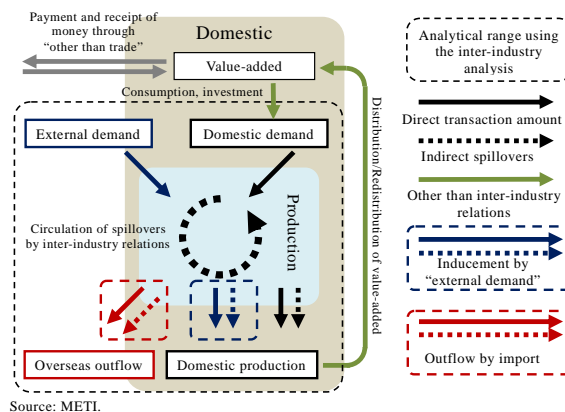 Payment and receipt of
money through
“other than trade”
Domestic
Value-added
Consumption, investment
External demand
Domestic demand
Production
Circulation of spillovers
by inter-industry relations
Distribution/Redistribution of value-added
Overseas outflow
Domestic production
Source: METI.
Analytical range using
the inter-industry
analysis
Direct transaction amount
Indirect spillovers
Other than inter-industry
relations
Inducement by
“external demand”
Outflow by import